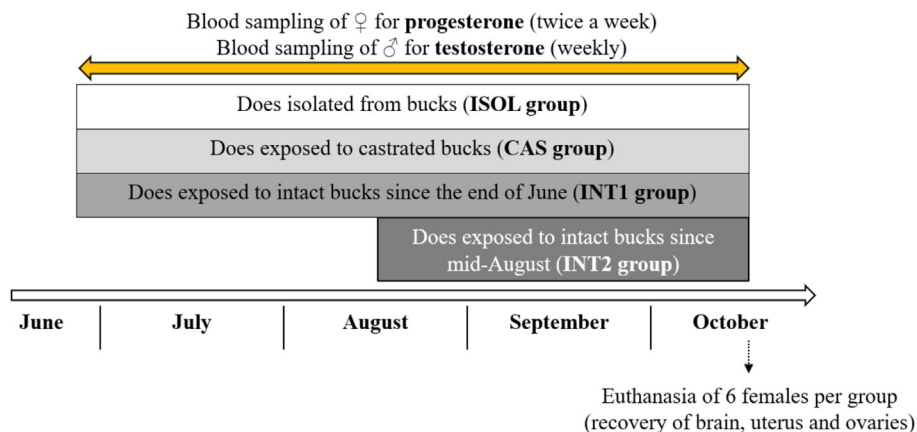 Blood sampling of ♀ for progesterone (twice a week)
Blood sampling of ♂ for testosterone (weekly)
Does isolated from bucks (ISOL group)
Does exposed to castrated bucks (CAS group)
Does exposed to intact bucks since the end of June (INT1 group)
Does exposed to intact bucks since
mid-August (INT2 group)
June July August September October
Euthanasia of 6 females per group
(recovery of brain, uterus and ovaries)